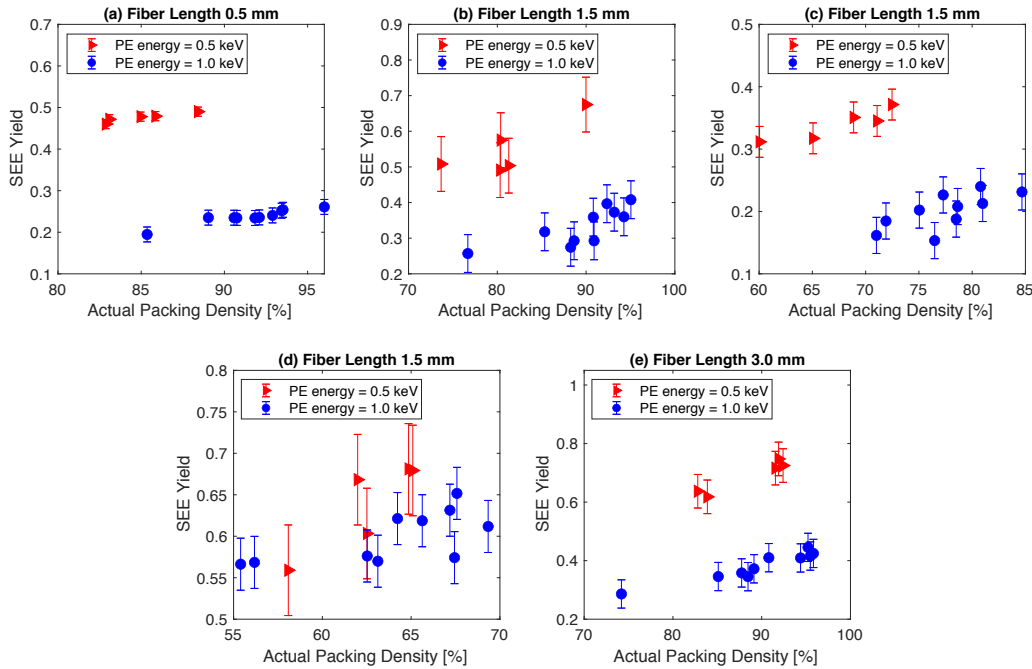 (a) Fiber Length 0.5 mm
0.7
0.6
0.5
0.4
0.3
0.2
0.1
SEE Yield
PE energy = 0.5 keV
PE energy = 1.0 keV
80 85 90 95
Actual Packing Density [%]
(b) Fiber Length 1.5 mm
0.9
0.8
0.7
0.6
0.5
0.4
0.3
0.2
SEE Yield
PE energy = 0.5 keV
PE energy = 1.0 keV
70 80 90 100
Actual Packing Density [%]
(c) Fiber Length 1.5 mm
0.5
0.4
0.3
0.2
0.1
SEE Yield
PE energy = 0.5 keV
PE energy = 1.0 keV
60 65 70 75 80 85
Actual Packing Density [%]
(d) Fiber Length 1.5 mm
0.8
0.75
0.7
0.65
0.6
0.55
0.5
SEE Yield
PE energy = 0.5 keV
PE energy = 1.0 keV
55 60 65 70
Actual Packing Density [%]
(e) Fiber Length 3.0 mm
1
0.8
0.6
0.4
0.2
SEE Yield
PE energy = 0.5 keV
PE energy = 1.0 keV
70 80 90 100
Actual Packing Density [%]